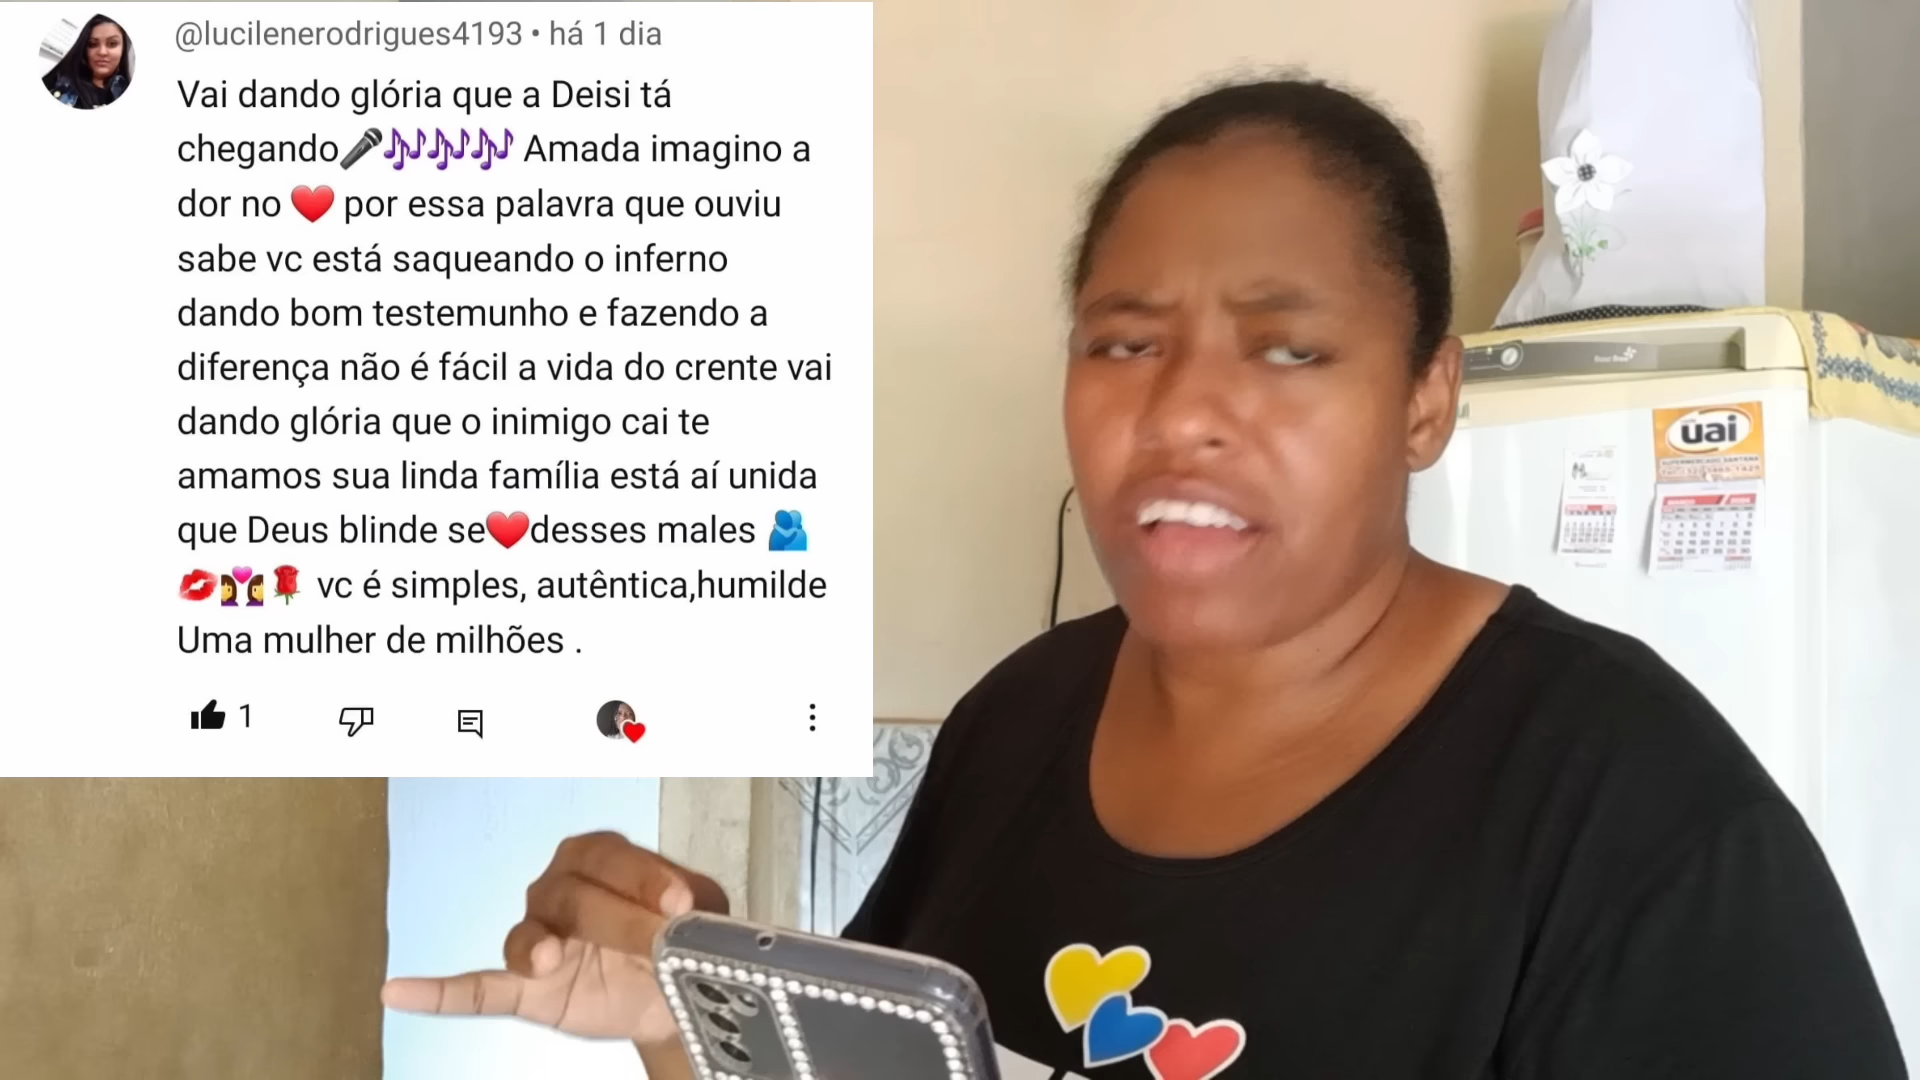 @lucilenerodrigues4193 • há 1 dia
Vai dando glória que a Deisi tá
chegando🎤🎶🎶🎶 Amada imagino a
dor no ❤️ por essa palavra que ouviu
sabe vc está saqueando o inferno
dando bom testemunho e fazendo a
diferença não é fácil a vida do crente vai
dando glória que o inimigo cai te
amamos sua linda família está aí unida
que Deus blinde se❤️desses males 🫂
💋👩‍❤️‍👩🌹 vc é simples, autêntica,humilde
Uma mulher de milhões .
1
uai